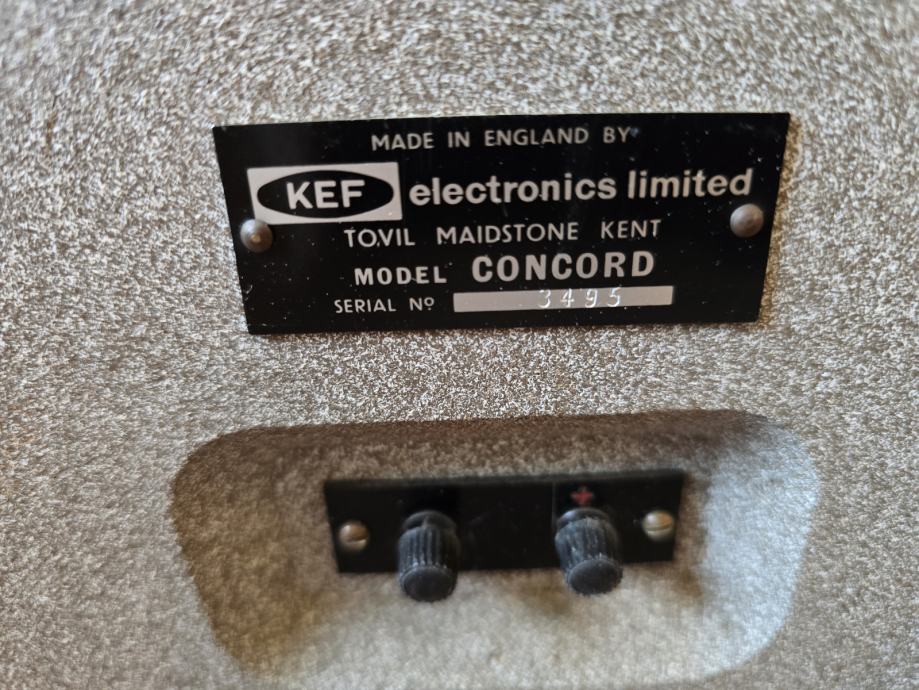 MADE IN ENGLAND BY
KEF electronics limited
TOVIL MAIDSTONE KENT
MODEL CONCORD
SERIAL Nº 3495
+